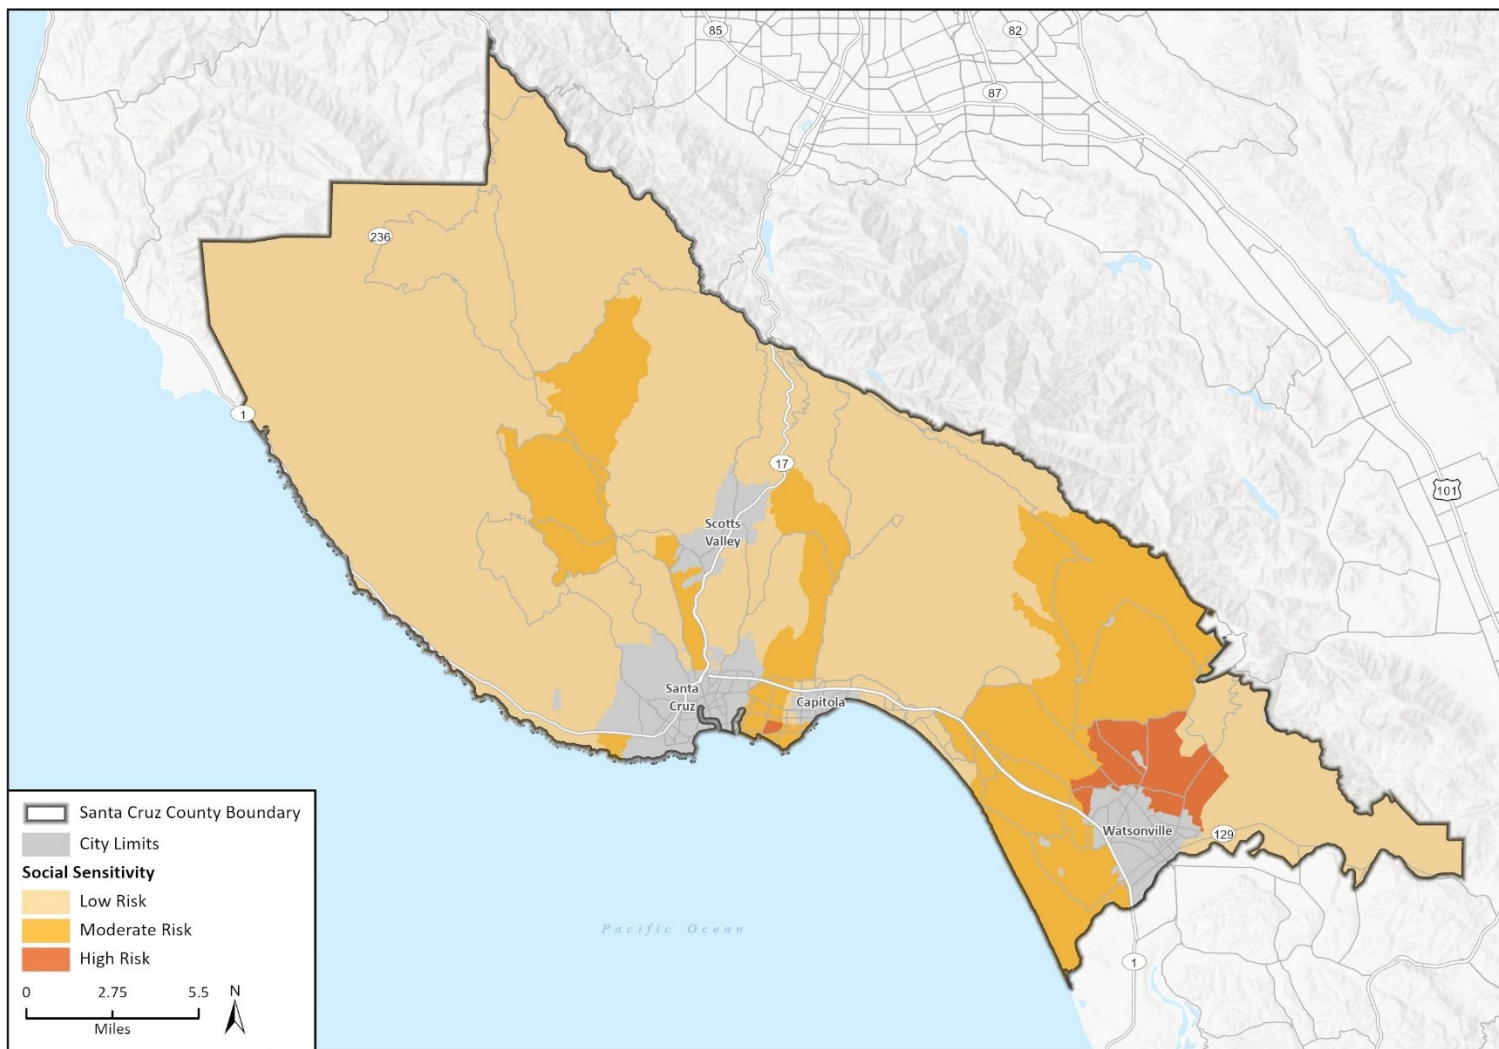 85
82
87
236
1
17
101
Scotts
Valley
Santa
Cruz
Capitola
Watsonville
129
1
Pacific Ocean
Santa Cruz County Boundary
City Limits
Social Sensitivity
Low Risk
Moderate Risk
High Risk
0 2.75 5.5
Miles
N